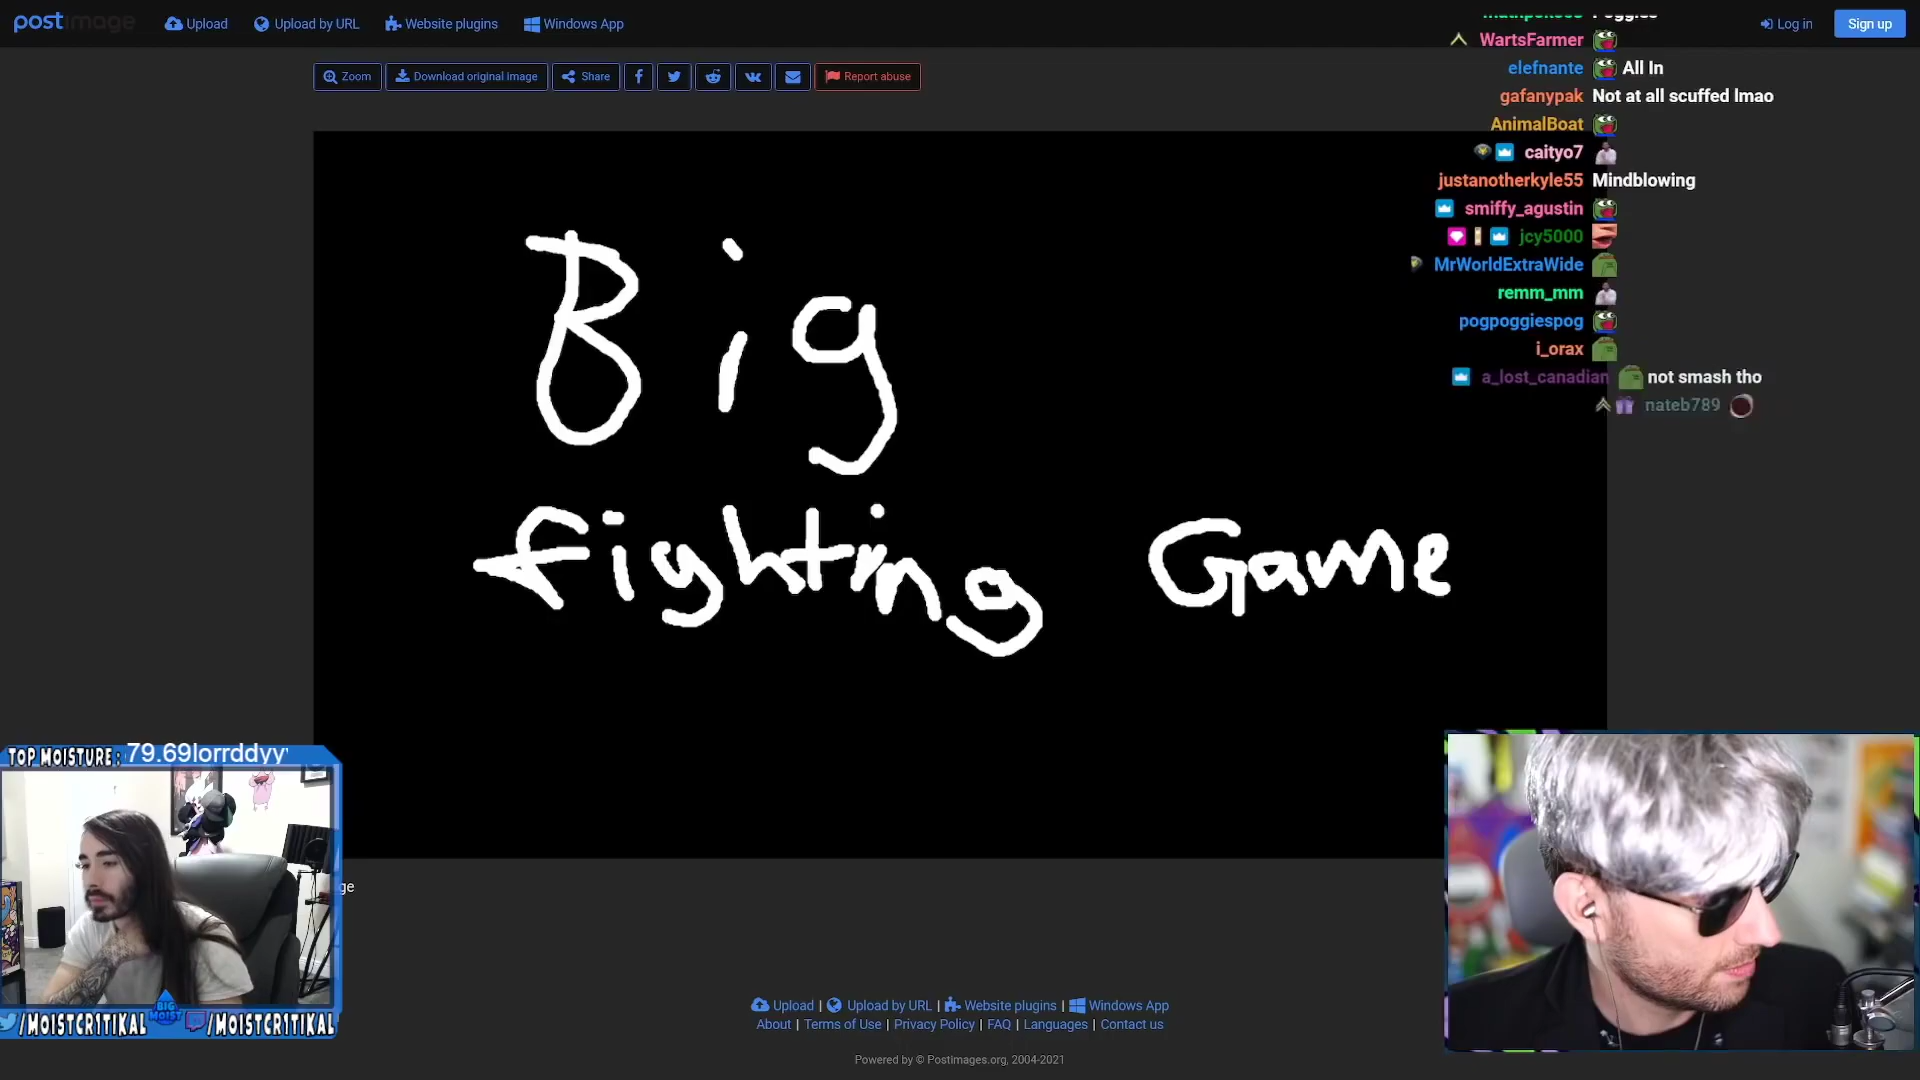 postimage
Upload
Upload by URL
Website plugins
Windows App
Log in
Sign up
Zoom
Download original image
Share
Report abuse
Poggies
WartsFarmer
elefnante All In
gafanypak Not at all scuffed lmao
AnimalBoat
caityo7
justanotherkyle55 Mindblowing
smiffy_agustin
jcy5000
MrWorldExtraWide
remm_mm
pogpoggiespog
i_orax
a_lost_canadian not smash tho
nateb789
Big
fighting Game
TOP MOISTURE: 79.69lorrddyy
ge
BIG
MOIST
/MOISTCR1TIKAL /MOISTCR1TIKAL
Upload | Upload by URL | Website plugins | Windows App
About | Terms of Use | Privacy Policy | FAQ | Languages | Contact us
Powered by © Postimages.org, 2004-2021